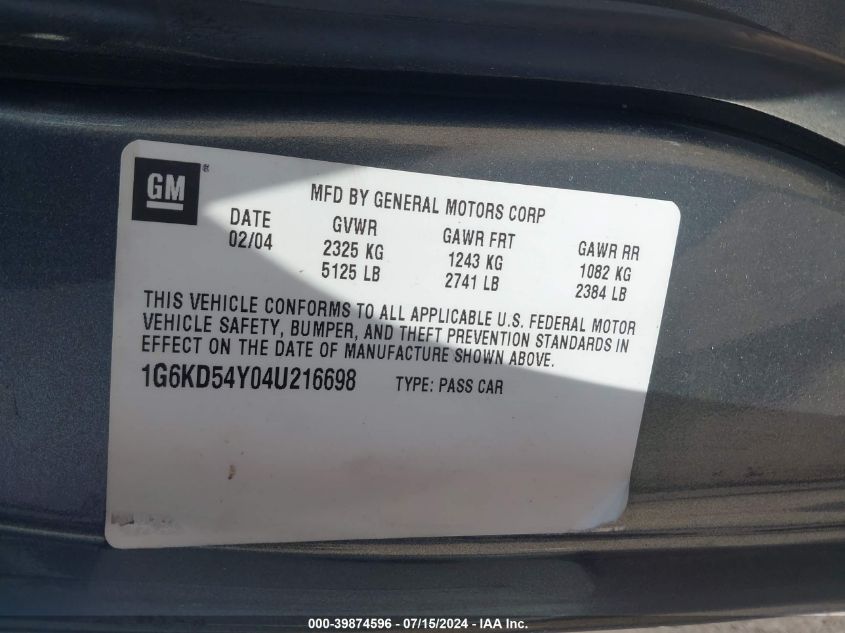 GM ®
MFD BY GENERAL MOTORS CORP
DATE GVWR GAWR FRT GAWR RR
02/04 2325 KG 1243 KG 1082 KG
5125 LB 2741 LB 2384 LB
THIS VEHICLE CONFORMS TO ALL APPLICABLE U.S. FEDERAL MOTOR
VEHICLE SAFETY, BUMPER, AND THEFT PREVENTION STANDARDS IN
EFFECT ON THE DATE OF MANUFACTURE SHOWN ABOVE.
1G6KD54Y04U216698 TYPE: PASS CAR
000-39874596 - 07/15/2024 - IAA Inc.